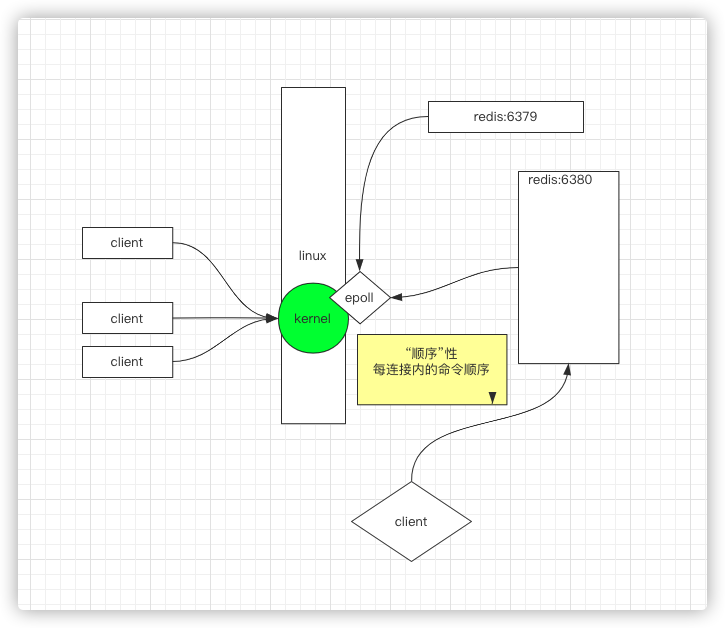 redis:6379
redis:6380
client
linux
client
client
kernel
epoll
“顺序”性
每连接内的命令顺序
client